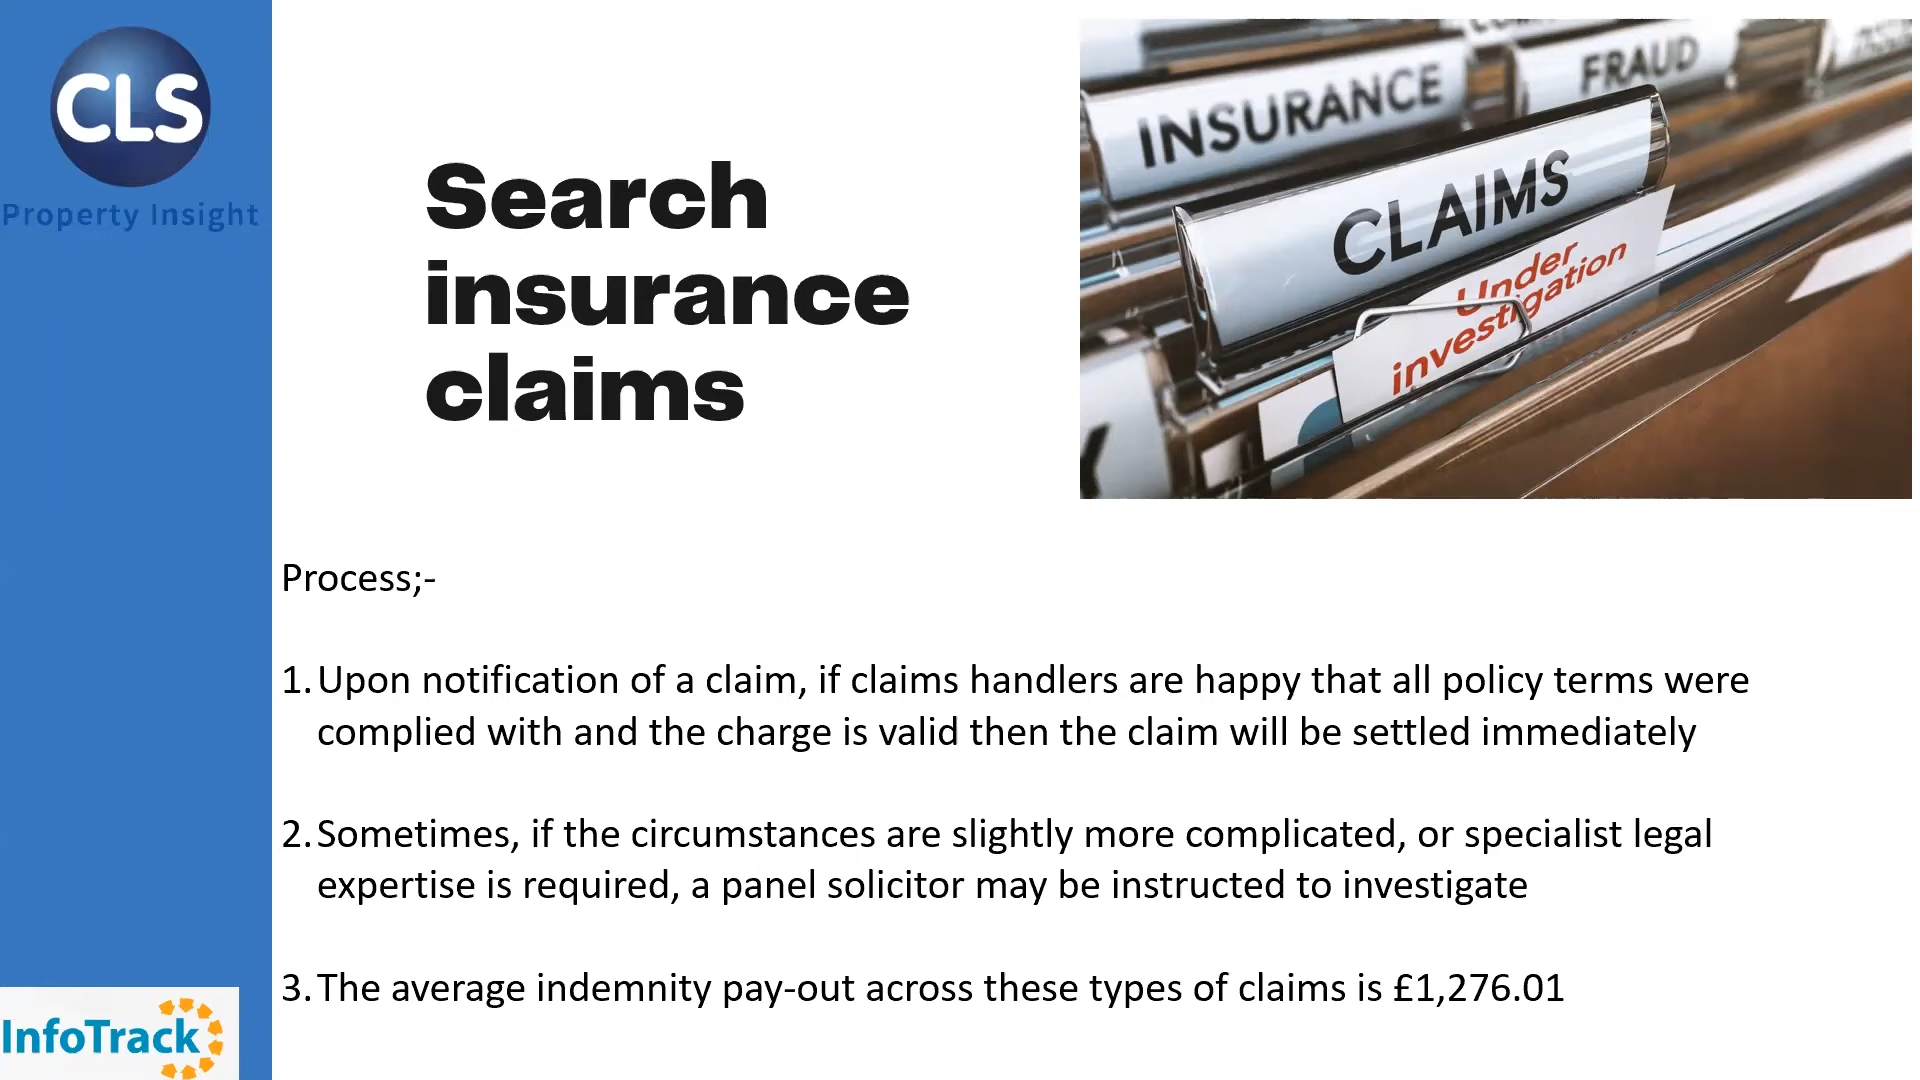 CLS
Property Insight
Search
insurance
claims
INSURANCE
FRAUD
CLAIMS
Under
investigation
Process;-
1. Upon notification of a claim, if claims handlers are happy that all policy terms were
complied with and the charge is valid then the claim will be settled immediately
2. Sometimes, if the circumstances are slightly more complicated, or specialist legal
expertise is required, a panel solicitor may be instructed to investigate
3. The average indemnity pay-out across these types of claims is £1,276.01
InfoTrack